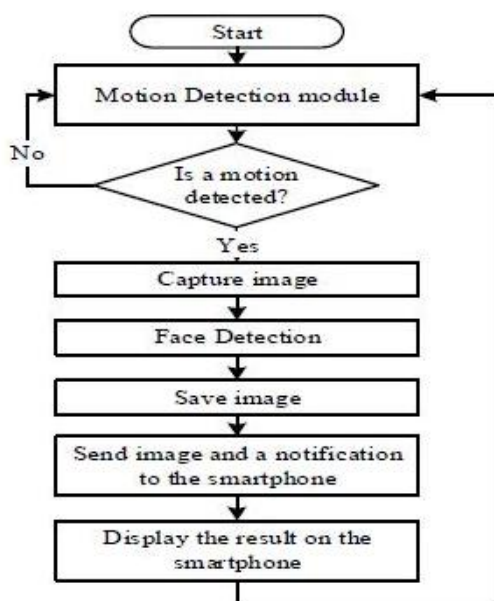 Start
Motion Detection module
No
Is a motion
detected?
Yes
Capture image
Face Detection
Save image
Send image and a notification
to the smartphone
Display the result on the
smartphone